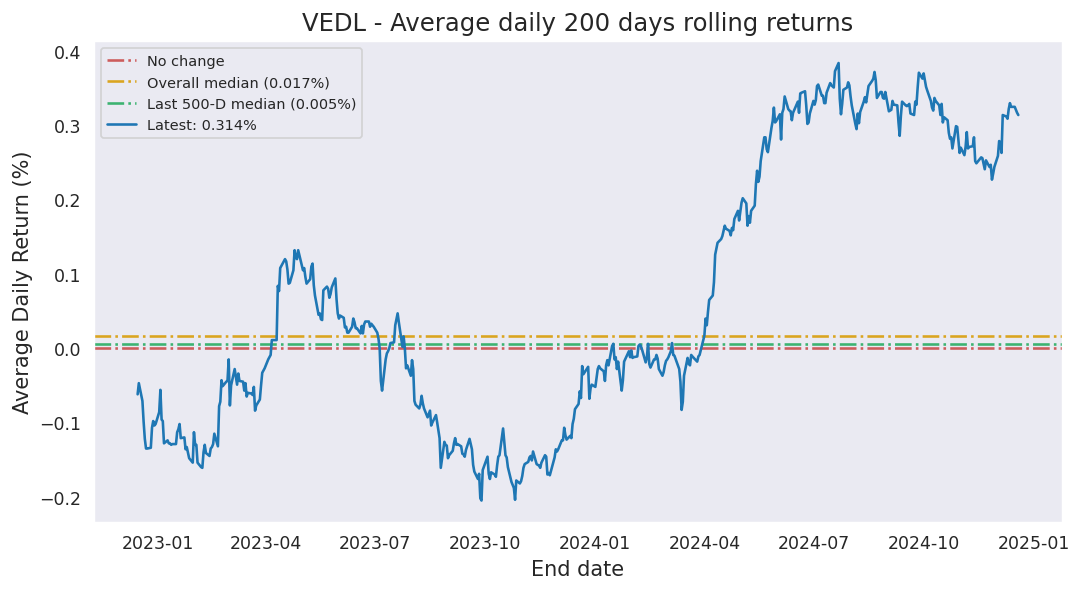 VEDL - Average daily 200 days rolling returns
No change
Overall median (0.017%)
Last 500-D median (0.005%)
Latest: 0.314%
Average Daily Return (%)
0.4
0.3
0.2
0.1
0.0
−0.1
−0.2
2023-01 2023-04 2023-07 2023-10 2024-01 2024-04 2024-07 2024-10 2025-01
End date